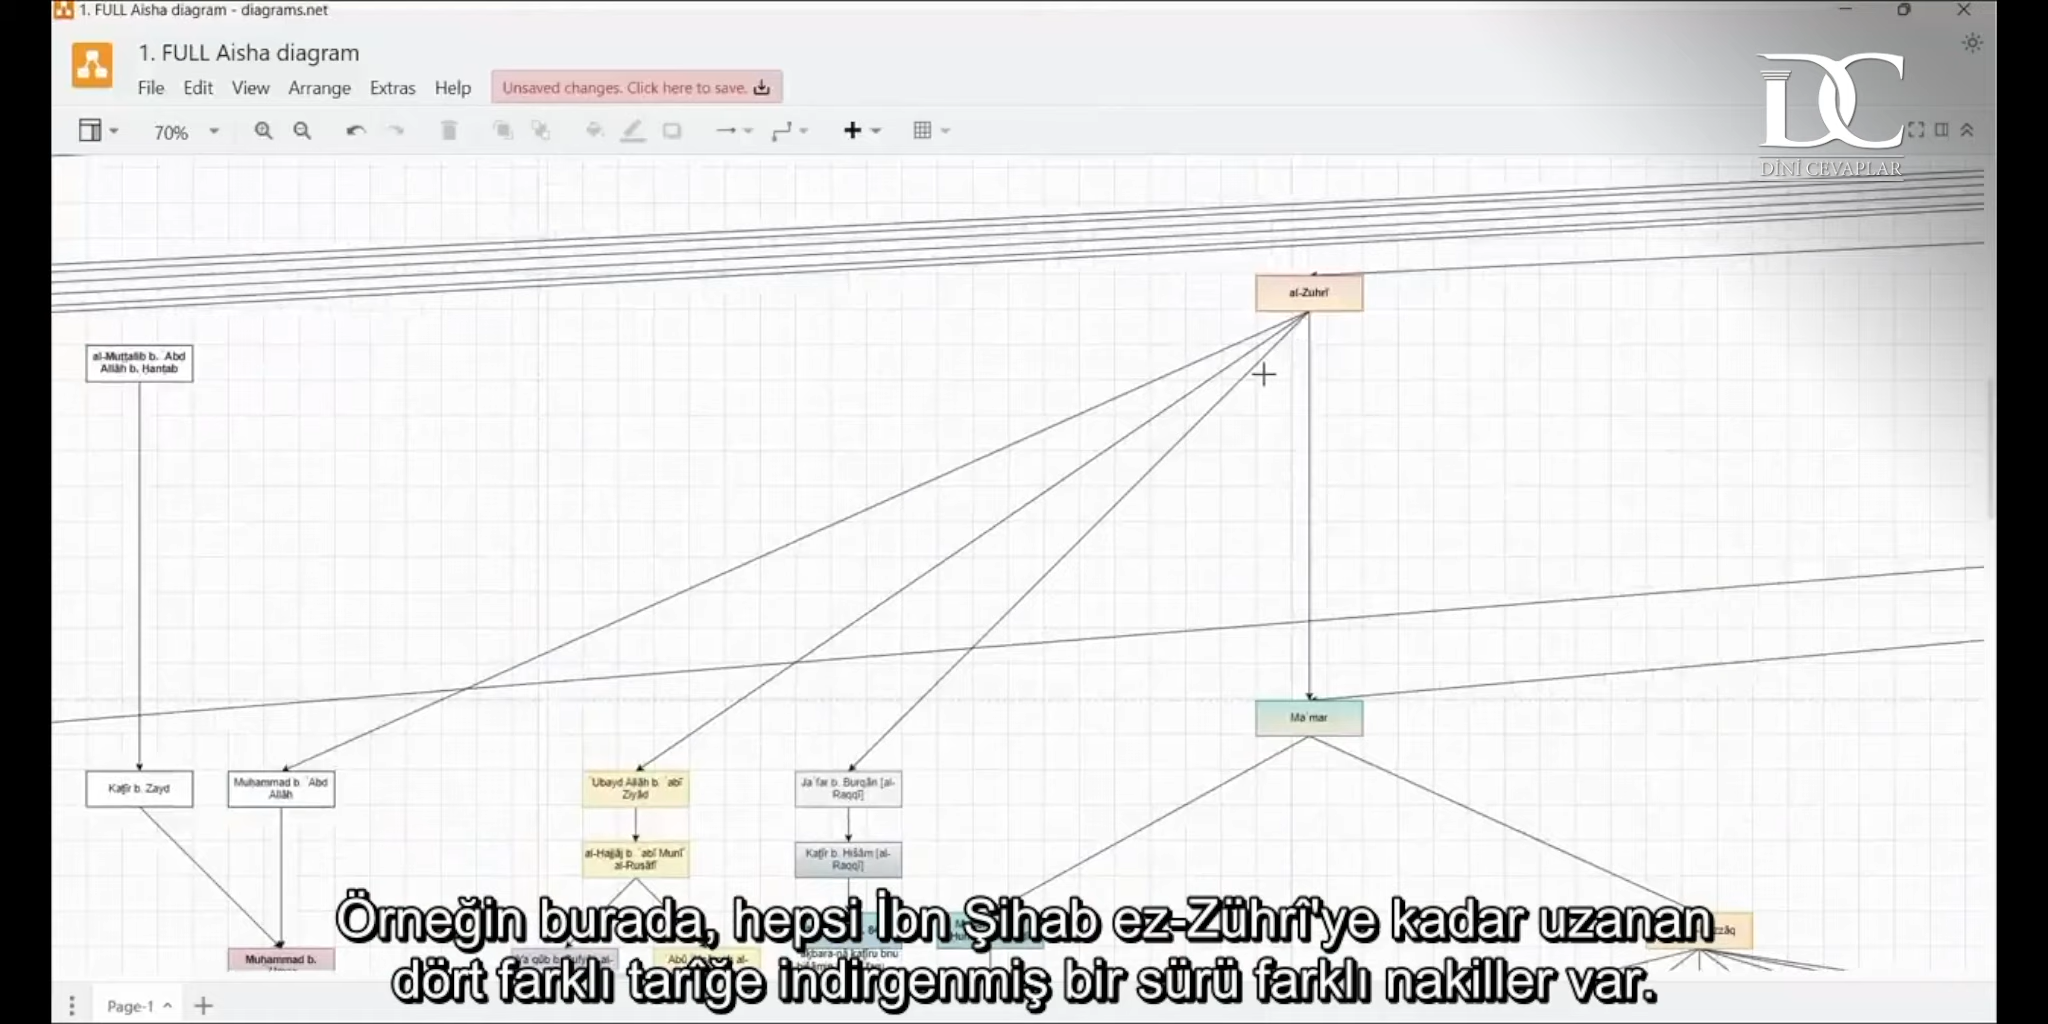 1. FULL Aisha diagram - diagrams.net
1. FULL Aisha diagram
File Edit View Arrange Extras Help Unsaved changes. Click here to save.
70%
DC
DİNİ CEVAPLAR
al-Zuhrī
al-Muṭṭalib b. ʿAbd
Allāh b. Ḥanṭab
Maʿmar
Kaṯīr b. Zayd
Muḥammad b. ʿAbd
Allāh
ʿUbayd Allāh b. ʾabī
Ziyād
Jaʿfar b. Burqān [al-
Raqqī]
al-Ḥajjāj b. ʾabī Munīʿ
al-Ruṣāfī
Kaṯīr b. Hišām [al-
Raqqī]
Muḥammad b.
Örneğin burada, hepsi İbn Şihab ez-Zührî'ye kadar uzanan
dört farklı tarîğe indirgenmiş bir sürü farklı nakiller var.
Page-1